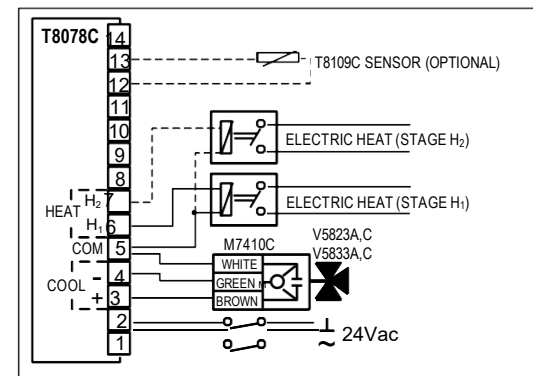 T8078C
14
13
T8109C SENSOR (OPTIONAL)
12
11
10
ELECTRIC HEAT (STAGE H₂)
9
8
H₂ 7
HEAT
ELECTRIC HEAT (STAGE H₁)
H₁ 6
COM 5
M7410C
V5823A,C
V5833A,C
WHITE
- 4
GREEN M
COOL
+ 3
BROWN
2
24Vac
~
1